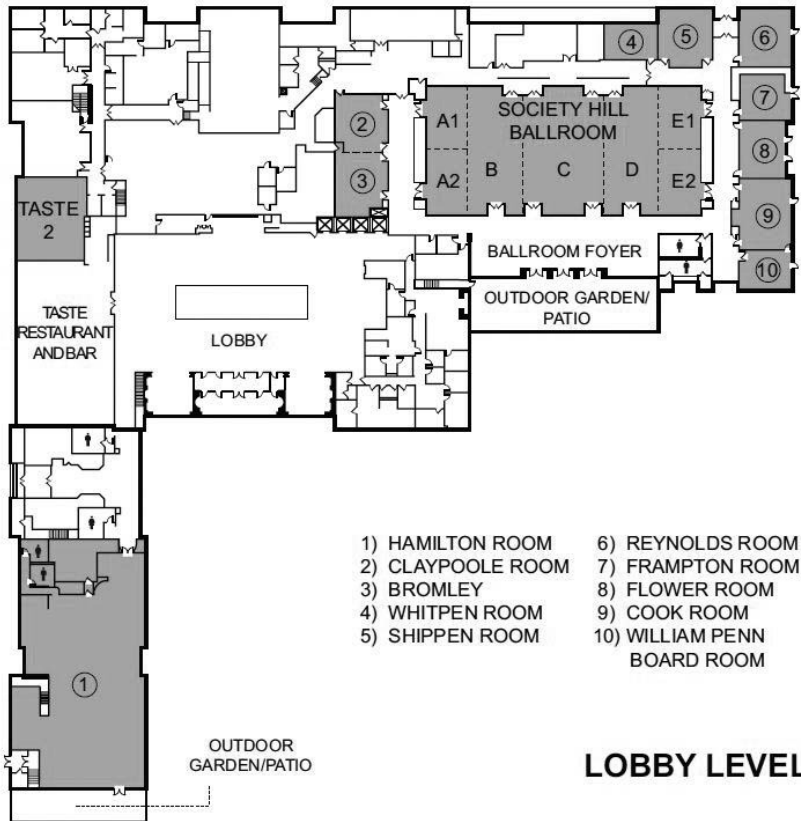 4
5
6
7
8
9
10
2
3
SOCIETY HILL
BALLROOM
A1
A2
B
C
D
E1
E2
TASTE
2
BALLROOM FOYER
OUTDOOR GARDEN/
PATIO
TASTE
RESTAURANT
AND BAR
LOBBY
1
1) HAMILTON ROOM
2) CLAYPOOLE ROOM
3) BROMLEY
4) WHITPEN ROOM
5) SHIPPEN ROOM
6) REYNOLDS ROOM
7) FRAMPTON ROOM
8) FLOWER ROOM
9) COOK ROOM
10) WILLIAM PENN
BOARD ROOM
OUTDOOR
GARDEN/PATIO
LOBBY LEVEL